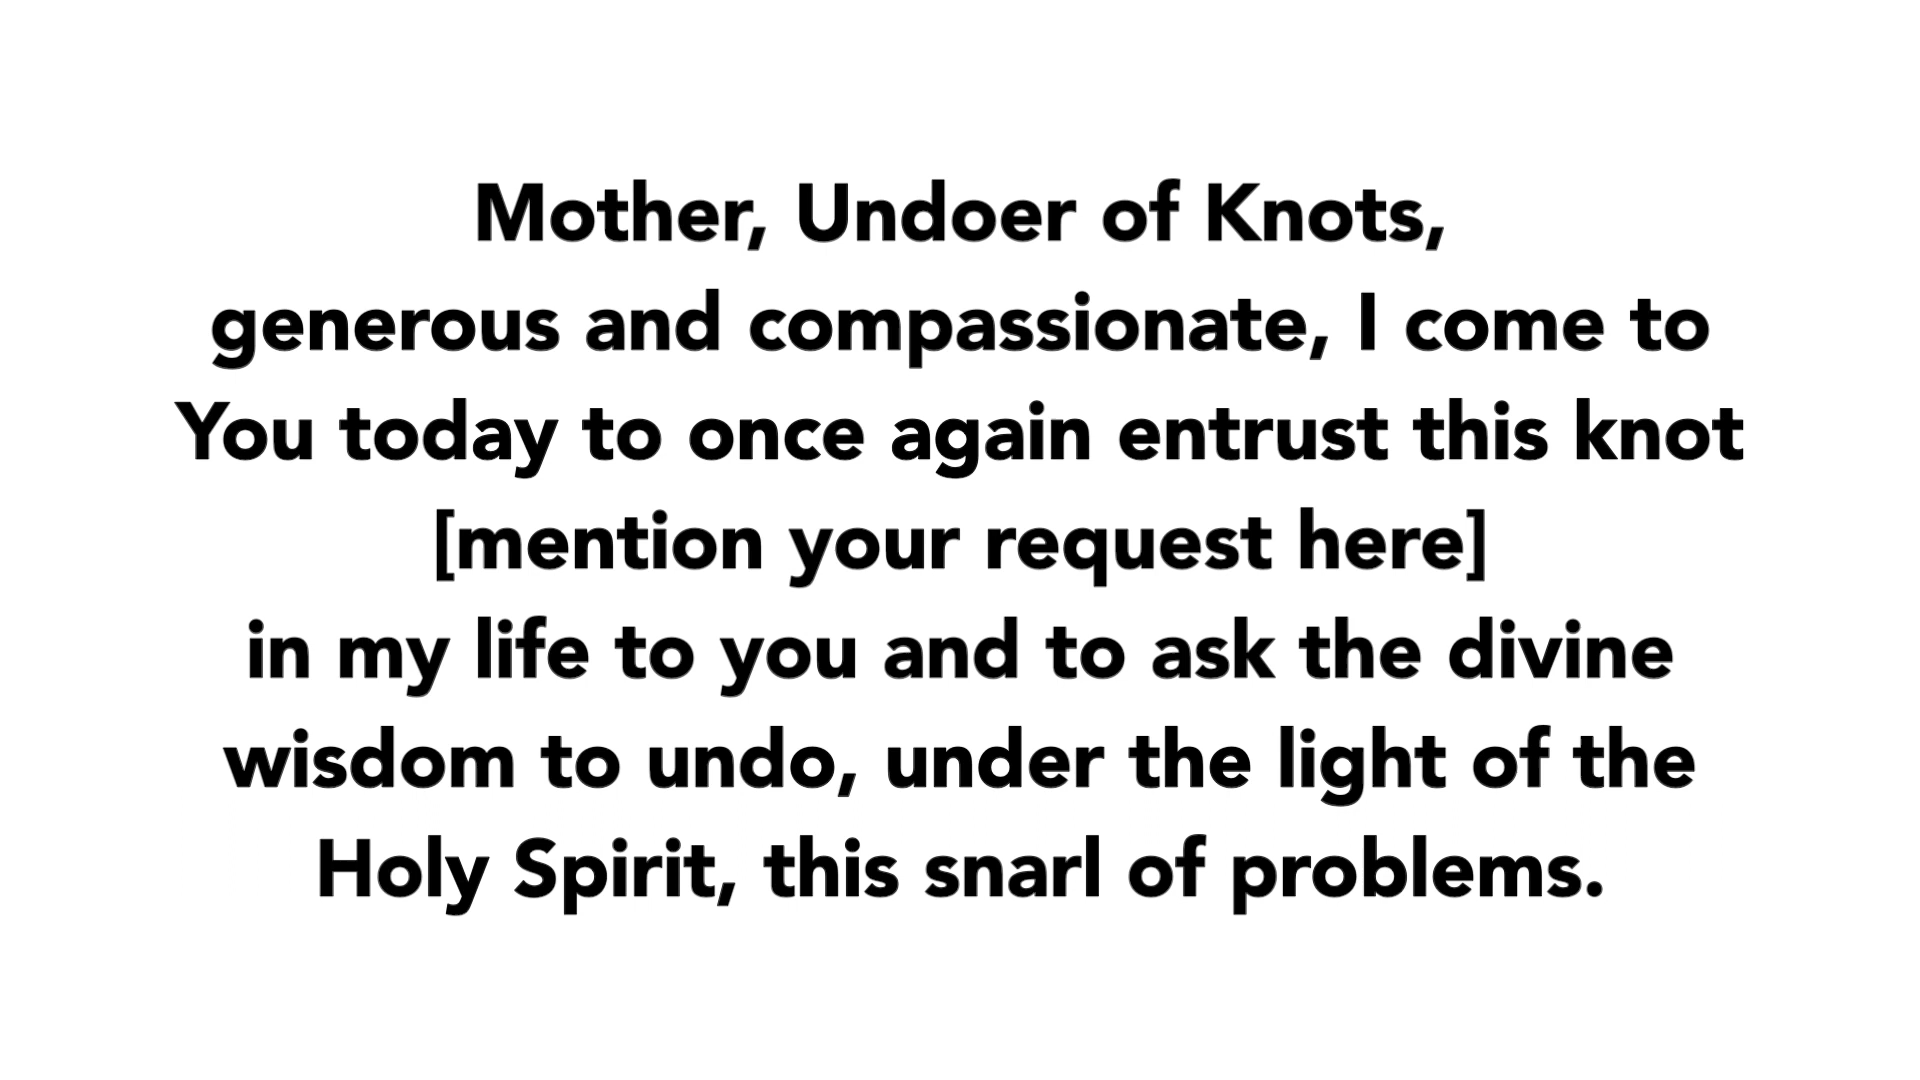 Mother, Undoer of Knots,
generous and compassionate, I come to
You today to once again entrust this knot
[mention your request here]
in my life to you and to ask the divine
wisdom to undo, under the light of the
Holy Spirit, this snarl of problems.